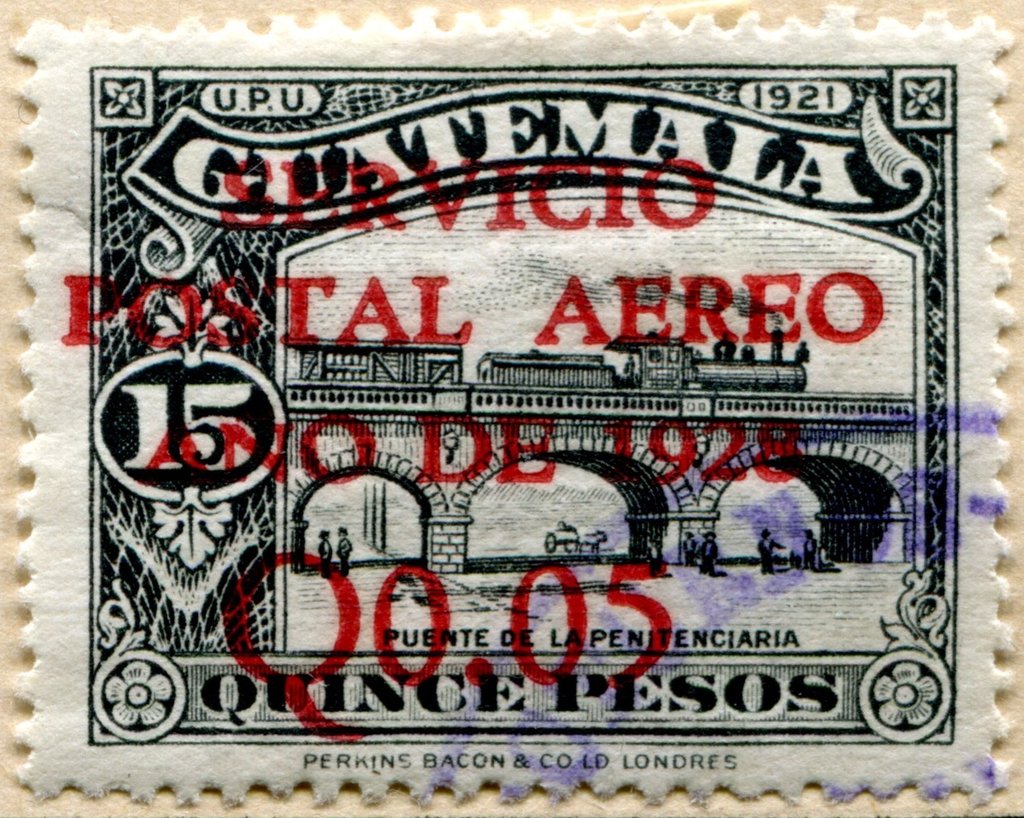 U.P.U. 1921
GUATEMALA
SERVICIO
POSTAL AEREO
15
AÑO DE 1928
Q0.05
PUENTE DE LA PENITENCIARIA
QUINCE PESOS
PERKINS BACON & CO LD LONDRES